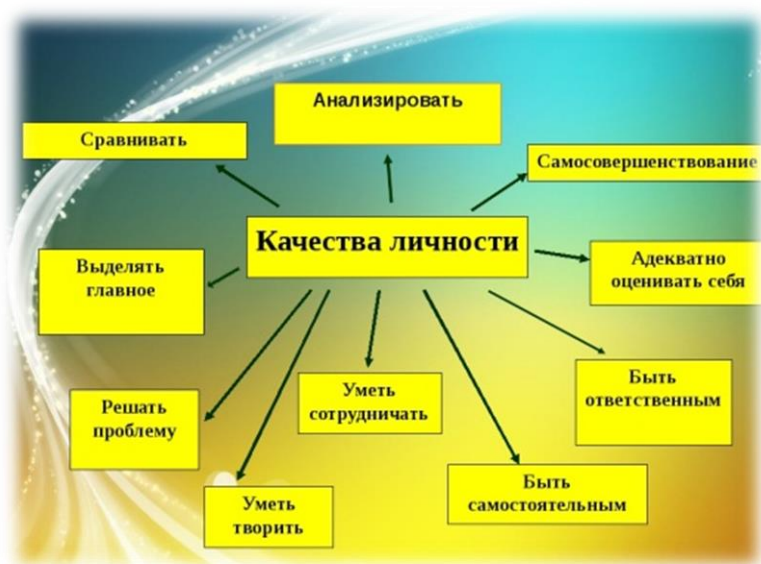 Анализировать
Сравнивать
Самосовершенствование
Качества личности
Выделять
главное
Адекватно
оценивать себя
Решать
проблему
Уметь
сотрудничать
Быть
ответственным
Уметь
творить
Быть
самостоятельным